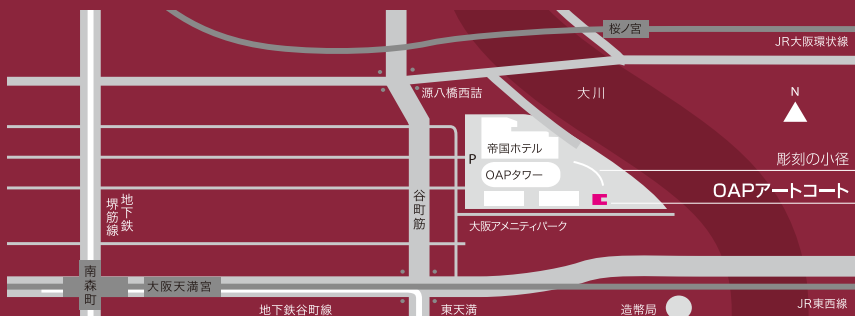 桜ノ宮
JR大阪環状線
源八橋西詰
大川
N
帝国ホテル
P
彫刻の小径
OAPタワー
OAPアートコート
地下鉄
堺筋線
谷町筋
大阪アメニティパーク
南森町
大阪天満宮
地下鉄谷町線
東天満
造幣局
JR東西線